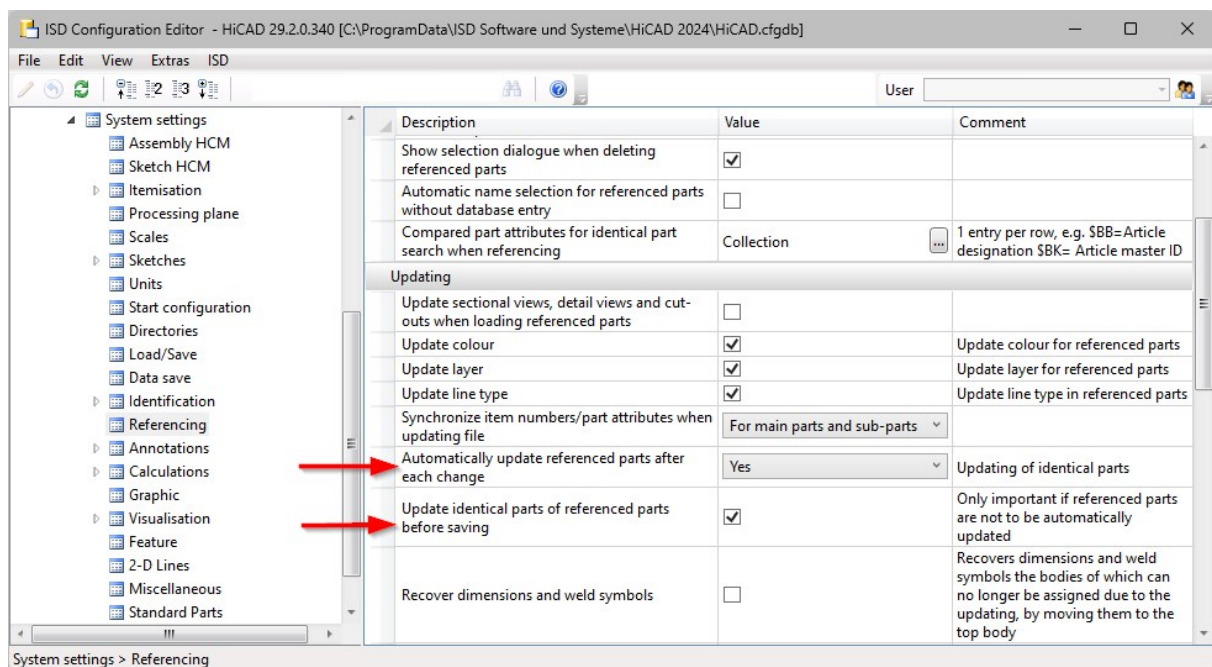 ISD Configuration Editor - HiCAD 29.2.0.340 [C:\ProgramData\ISD Software und Systeme\HiCAD 2024\HiCAD.cfgdb]
File Edit View Extras ISD
User
System settings
Assembly HCM
Sketch HCM
Itemisation
Processing plane
Scales
Sketches
Units
Start configuration
Directories
Load/Save
Data save
Identification
Referencing
Annotations
Calculations
Graphic
Visualisation
Feature
2-D Lines
Miscellaneous
Standard Parts
Description Value Comment
Show selection dialogue when deleting
referenced parts
Automatic name selection for referenced parts
without database entry
Compared part attributes for identical part
search when referencing
Collection ...
1 entry per row, e.g. $BB=Article
designation $BK= Article master ID
Updating
Update sectional views, detail views and cut-
outs when loading referenced parts
Update colour Update colour for referenced parts
Update layer Update layer for referenced parts
Update line type Update line type in referenced parts
Synchronize item numbers/part attributes when
updating file
For main parts and sub-parts
Automatically update referenced parts after
each change
Yes
Updating of identical parts
Update identical parts of referenced parts
before saving
Only important if referenced parts
are not to be automatically
updated
Recover dimensions and weld symbols
Recovers dimensions and weld
symbols the bodies of which can
no longer be assigned due to the
updating, by moving them to the
top body
System settings > Referencing